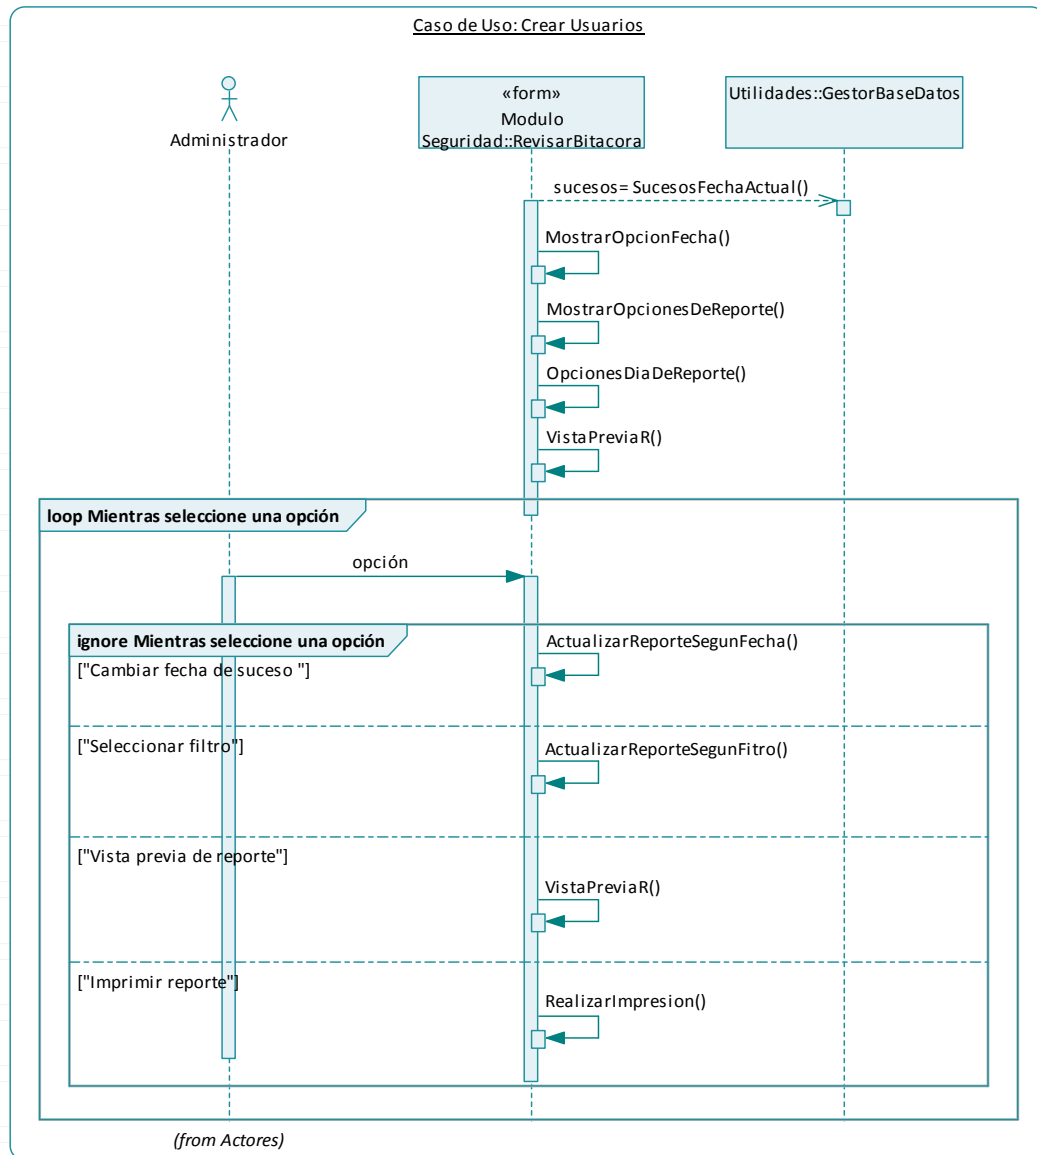 Caso de Uso: Crear Usuarios
Administrador
«form»
Modulo
Seguridad::RevisarBitacora
Utilidades::GestorBaseDatos
sucesos= SucesosFechaActual()
MostrarOpcionFecha()
MostrarOpcionesDeReporte()
OpcionesDiaDeReporte()
VistaPreviaR()
loop Mientras seleccione una opción
opción
ignore Mientras seleccione una opción
ActualizarReporteSegunFecha()
["Cambiar fecha de suceso "]
["Seleccionar filtro"]
ActualizarReporteSegunFitro()
["Vista previa de reporte"]
VistaPreviaR()
["Imprimir reporte"]
RealizarImpresion()
(from Actores)